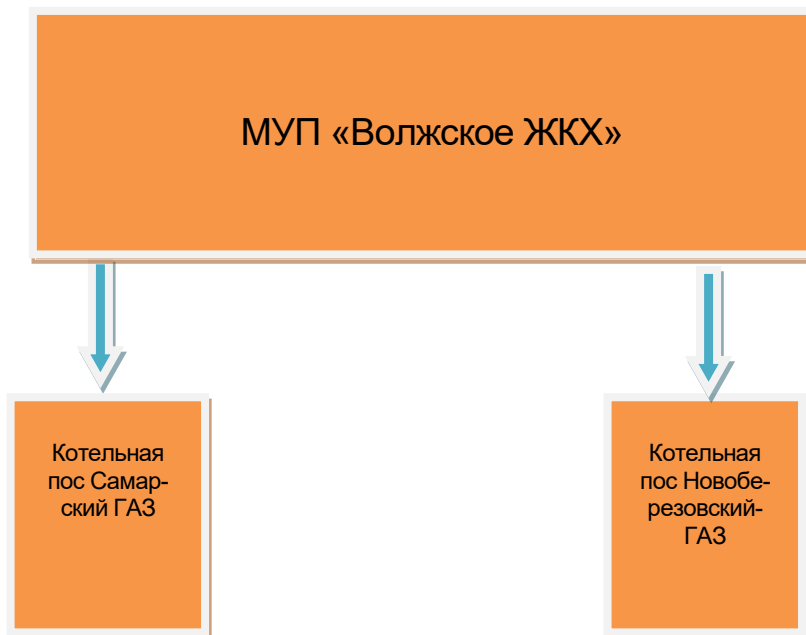 МУП «Волжское ЖКХ»
Котельная
пос Самар-
ский ГАЗ
Котельная
пос Новобе-
резовский-
ГАЗ